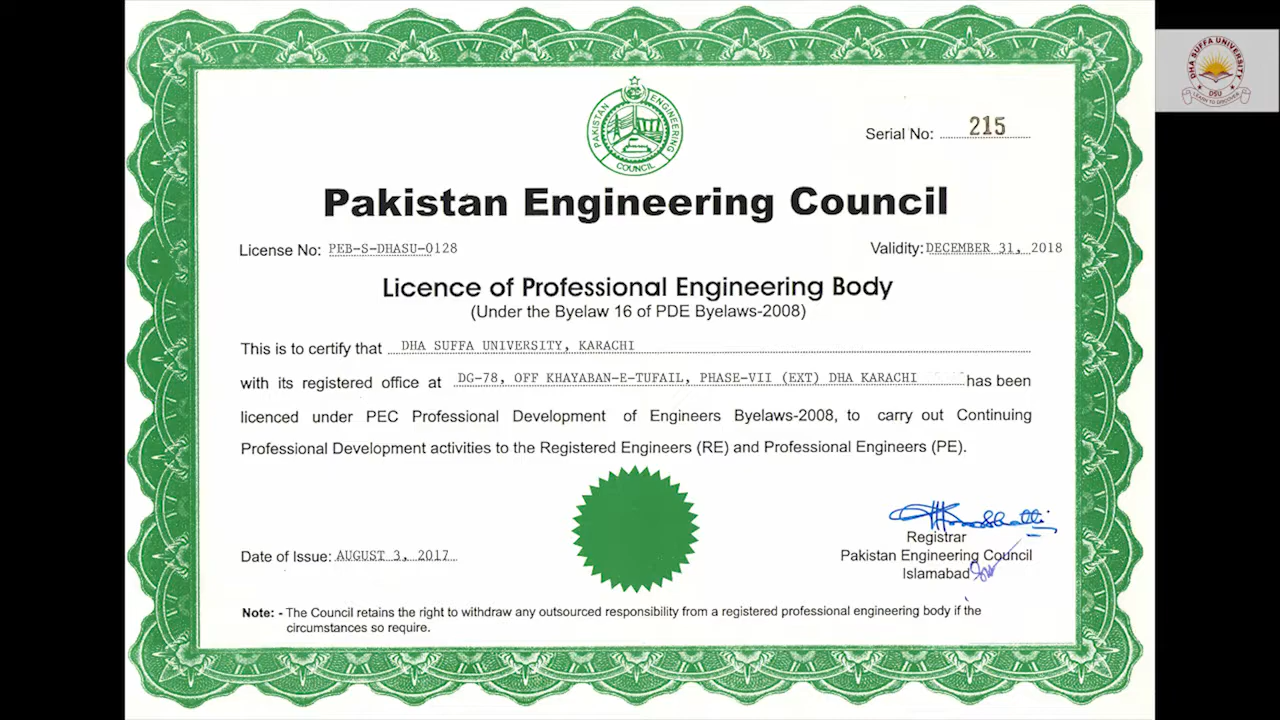 PAKISTAN ENGINEERING COUNCIL
DHA SUFFA UNIVERSITY
DSU
LEARN TO DISCOVER
Serial No: 215
Pakistan Engineering Council
License No: PEB-S-DHASU-0128
Validity: DECEMBER 31, 2018
Licence of Professional Engineering Body
(Under the Byelaw 16 of PDE Byelaws-2008)
This is to certify that DHA SUFFA UNIVERSITY, KARACHI
with its registered office at DG-78, OFF KHAYABAN-E-TUFAIL, PHASE-VII (EXT) DHA KARACHI has been
licenced under PEC Professional Development of Engineers Byelaws-2008, to carry out Continuing
Professional Development activities to the Registered Engineers (RE) and Professional Engineers (PE).
Registrar
Pakistan Engineering Council
Islamabad
Date of Issue: AUGUST 3, 2017
Note: - The Council retains the right to withdraw any outsourced responsibility from a registered professional engineering body if the
circumstances so require.